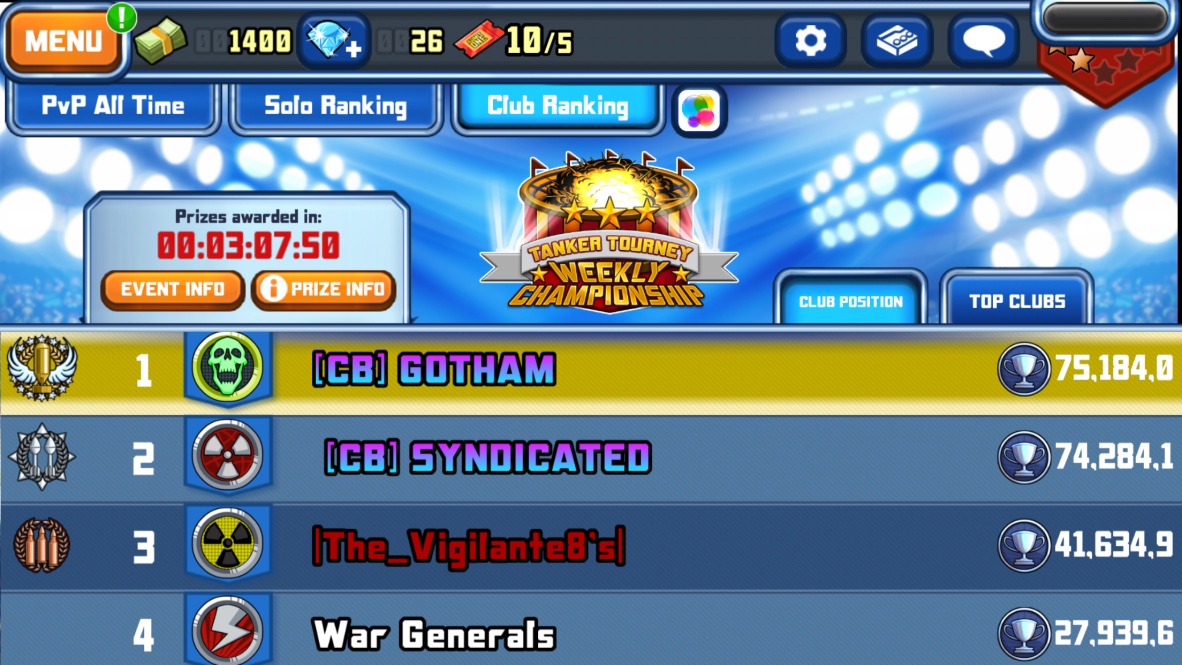 MENU ! 001400 + 00026 10/5
PvP All Time Solo Ranking Club Ranking
Prizes awarded in:
00:03:07:50
EVENT INFO i PRIZE INFO
TANKER TOURNEY
WEEKLY
CHAMPIONSHIP
CLUB POSITION TOP CLUBS
1 [CB] GOTHAM 75,184,0
2 [CB] SYNDICATED 74,284,1
3 |The_Vigilante8's| 41,634,9
4 War Generals 27,939,6